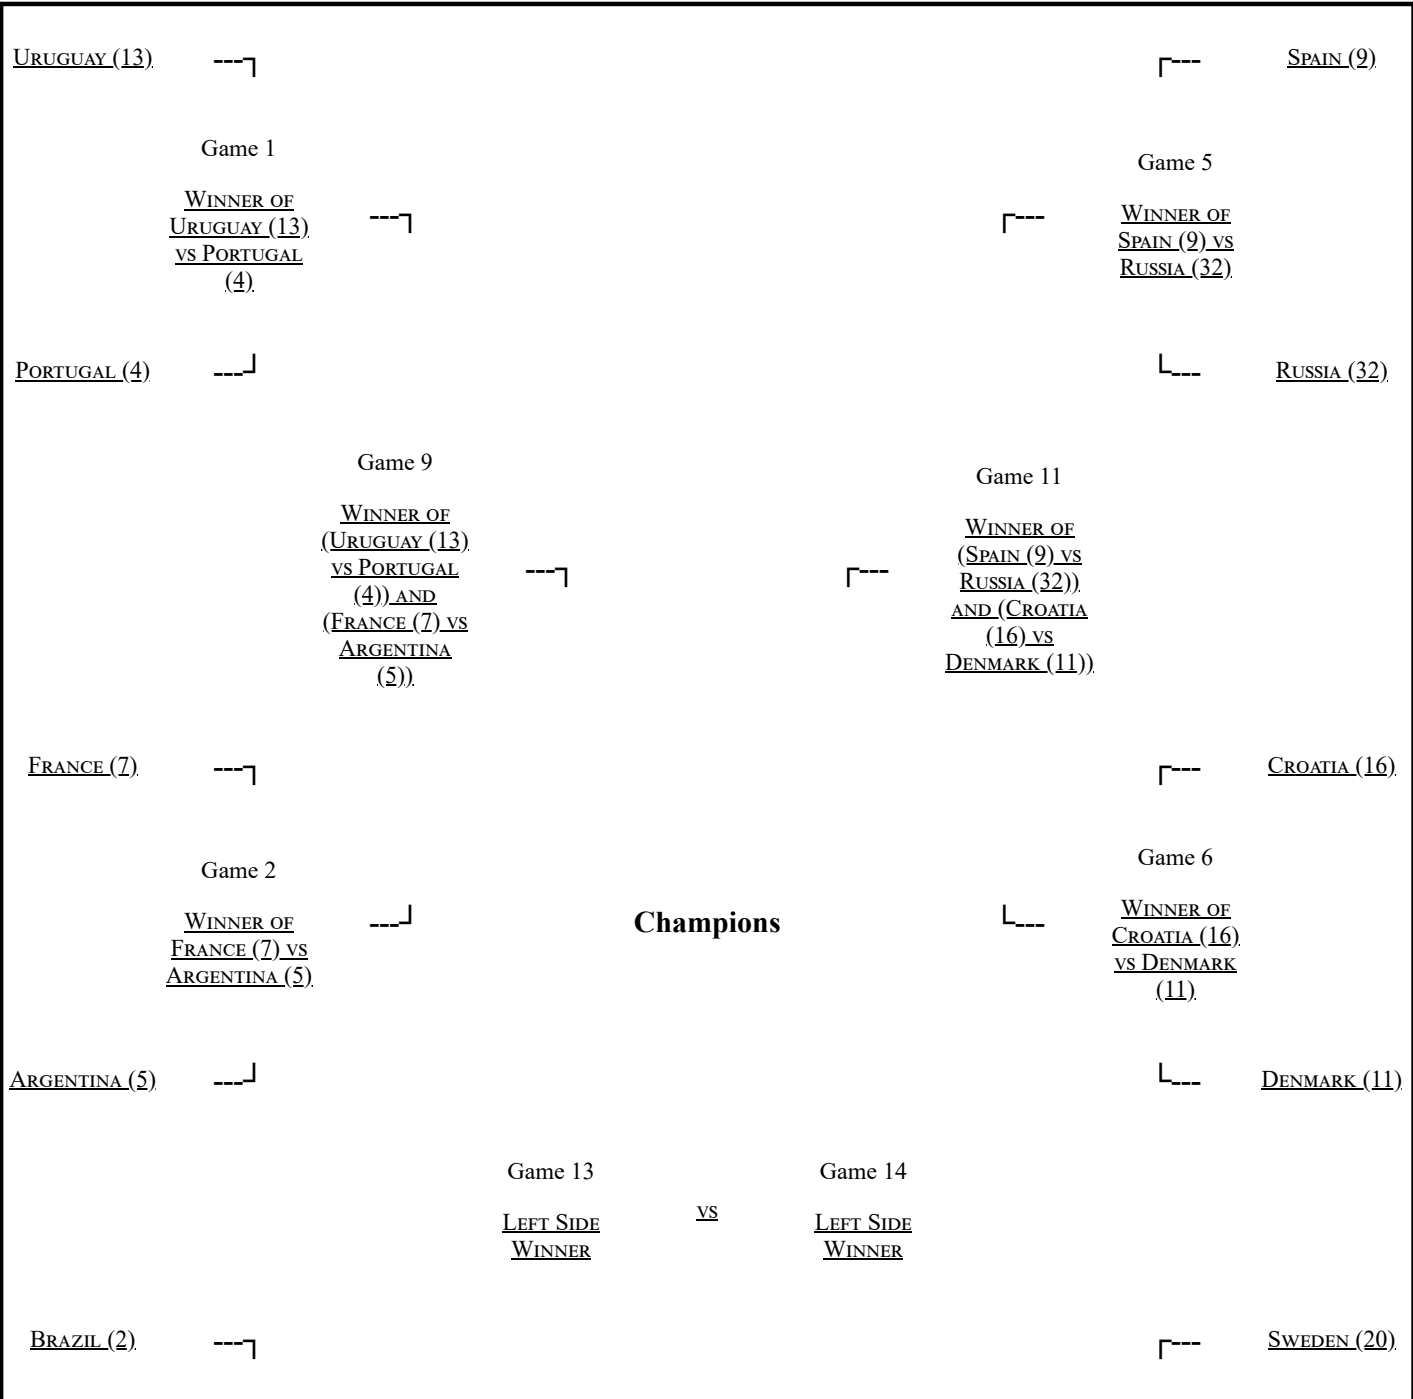 Uruguay (13) ---┐ ┌--- Spain (9)
Game 1
Winner of
Uruguay (13)
vs Portugal
(4)
---┐
Game 5
Winner of
Spain (9) vs
Russia (32)
┌---
Portugal (4) ---┘ └--- Russia (32)
Game 9
Winner of
(Uruguay (13)
vs Portugal
(4)) and
(France (7) vs
Argentina
(5))
---┐
Game 11
Winner of
(Spain (9) vs
Russia (32))
and (Croatia
(16) vs
Denmark (11))
┌---
France (7) ---┐ ┌--- Croatia (16)
Game 2
Winner of
France (7) vs
Argentina (5)
---┘
Champions
└---
Game 6
Winner of
Croatia (16)
vs Denmark
(11)
Argentina (5) ---┘ └--- Denmark (11)
Game 13
Left Side
Winner
vs
Game 14
Left Side
Winner
Brazil (2) ---┐ ┌--- Sweden (20)